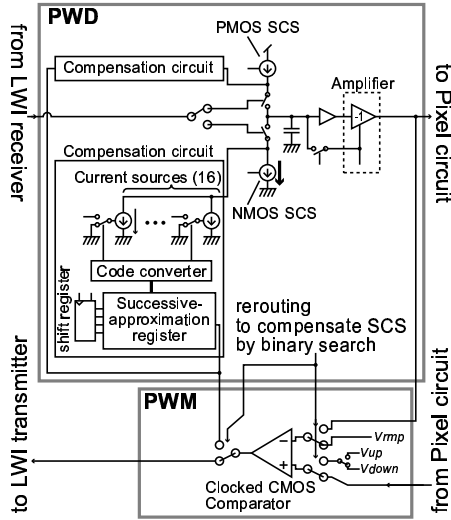 PWD
PMOS SCS
from LWI receiver
to Pixel circuit
Compensation circuit
Amplifier
-1
Compensation circuit
Current sources (16)
NMOS SCS
Code converter
shift register
Successive-
approximation
register
rerouting
to compensate SCS
by binary search
to LWI transmitter
from Pixel circuit
PWM
Vrmp
Vup
Vdown
−
+
Clocked CMOS
Comparator